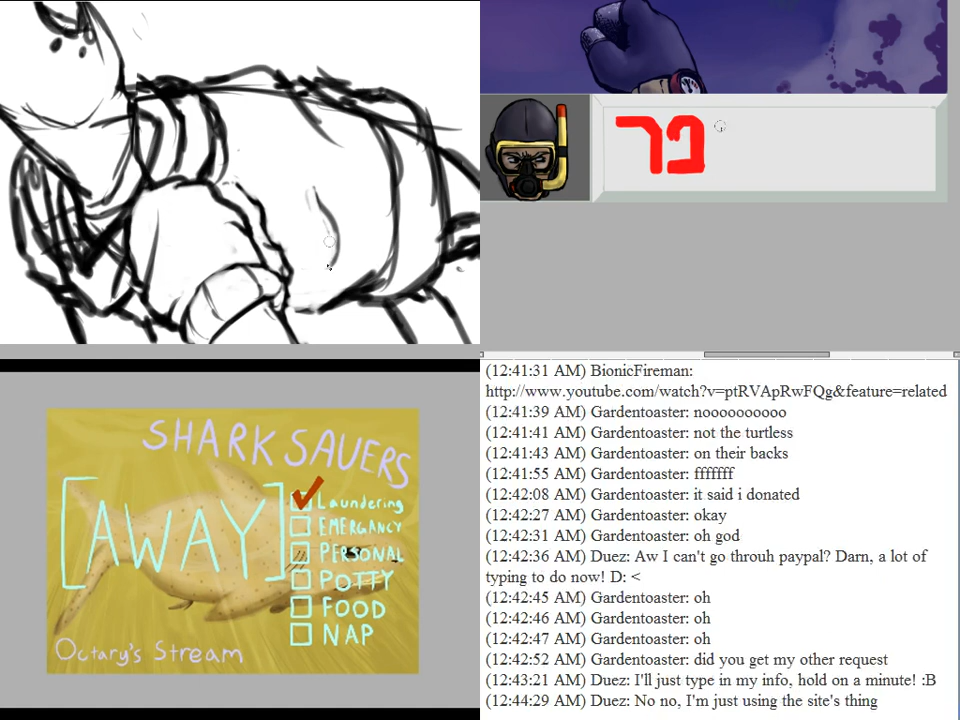 פר
SHARK SAVERS
[AWAY]
Laundering
EMERGANCY
PERSONAL
POTTY
FOOD
NAP
Octary's Stream
(12:41:31 AM) BionicFireman:
http://www.youtube.com/watch?v=ptRVApRwFQg&feature=related
(12:41:39 AM) Gardentoaster: noooooooooo
(12:41:41 AM) Gardentoaster: not the turtless
(12:41:43 AM) Gardentoaster: on their backs
(12:41:55 AM) Gardentoaster: fffffff
(12:42:08 AM) Gardentoaster: it said i donated
(12:42:27 AM) Gardentoaster: okay
(12:42:31 AM) Gardentoaster: oh god
(12:42:36 AM) Duez: Aw I can't go throuh paypal? Darn, a lot of
typing to do now! D: <
(12:42:45 AM) Gardentoaster: oh
(12:42:46 AM) Gardentoaster: oh
(12:42:47 AM) Gardentoaster: oh
(12:42:52 AM) Gardentoaster: did you get my other request
(12:43:21 AM) Duez: I'll just type in my info, hold on a minute! :B
(12:44:29 AM) Duez: No no, I'm just using the site's thing